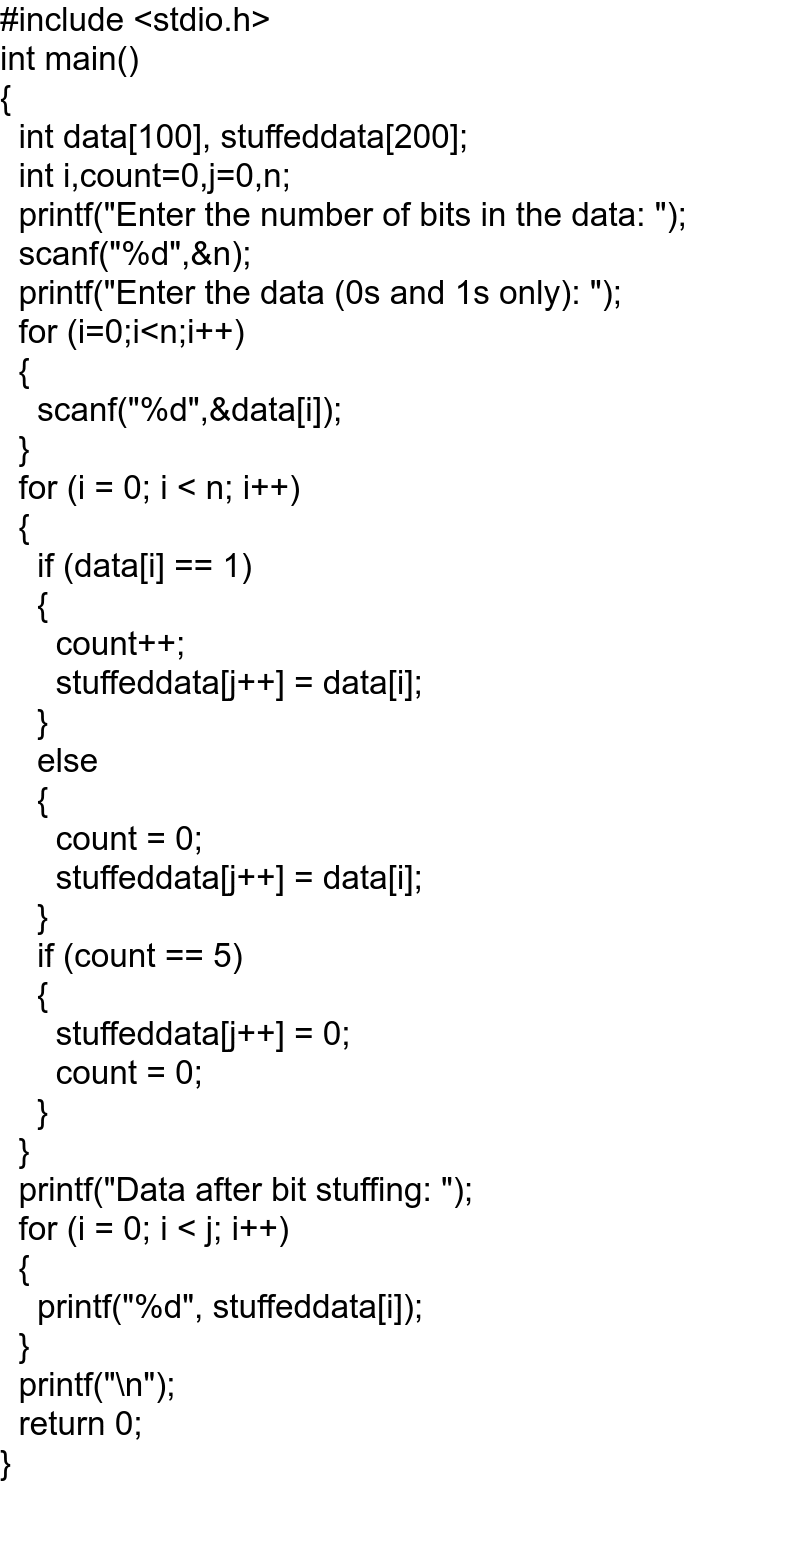 #include <stdio.h>
int main()
{
  int data[100], stuffeddata[200];
  int i,count=0,j=0,n;
  printf("Enter the number of bits in the data: ");
  scanf("%d",&n);
  printf("Enter the data (0s and 1s only): ");
  for (i=0;i<n;i++)
  {
    scanf("%d",&data[i]);
  }
  for (i = 0; i < n; i++)
  {
    if (data[i] == 1)
    {
      count++;
      stuffeddata[j++] = data[i];
    }
    else
    {
      count = 0;
      stuffeddata[j++] = data[i];
    }
    if (count == 5)
    {
      stuffeddata[j++] = 0;
      count = 0;
    }
  }
  printf("Data after bit stuffing: ");
  for (i = 0; i < j; i++)
  {
    printf("%d", stuffeddata[i]);
  }
  printf("\n");
  return 0;
}